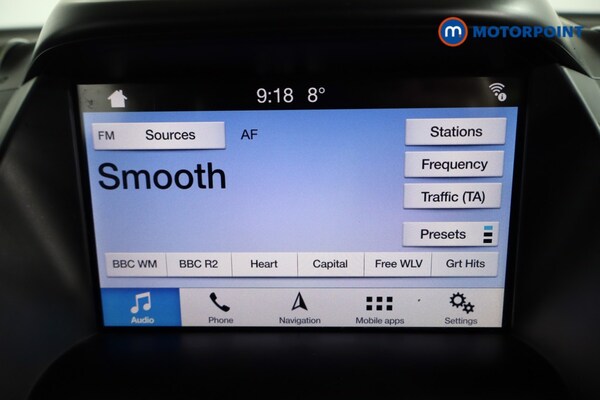 m MOTORPOINT
9:18 8°
FM Sources AF
Stations
Smooth
Frequency
Traffic (TA)
Presets
BBC WM BBC R2 Heart Capital Free WLV Grt Hits
Audio Phone Navigation Mobile apps Settings